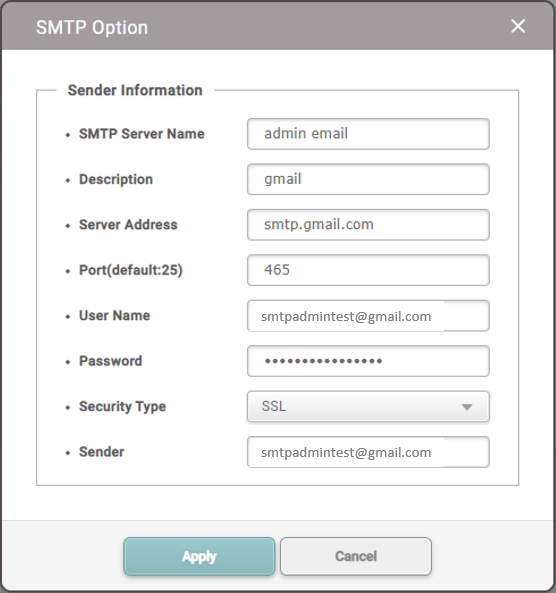 SMTP Option
Sender Information
• SMTP Server Name admin email
• Description gmail
• Server Address smtp.gmail.com
• Port(default:25) 465
• User Name smtpadmintest@gmail.com
• Password ••••••••••••••••
• Security Type SSL
• Sender smtpadmintest@gmail.com
Apply Cancel